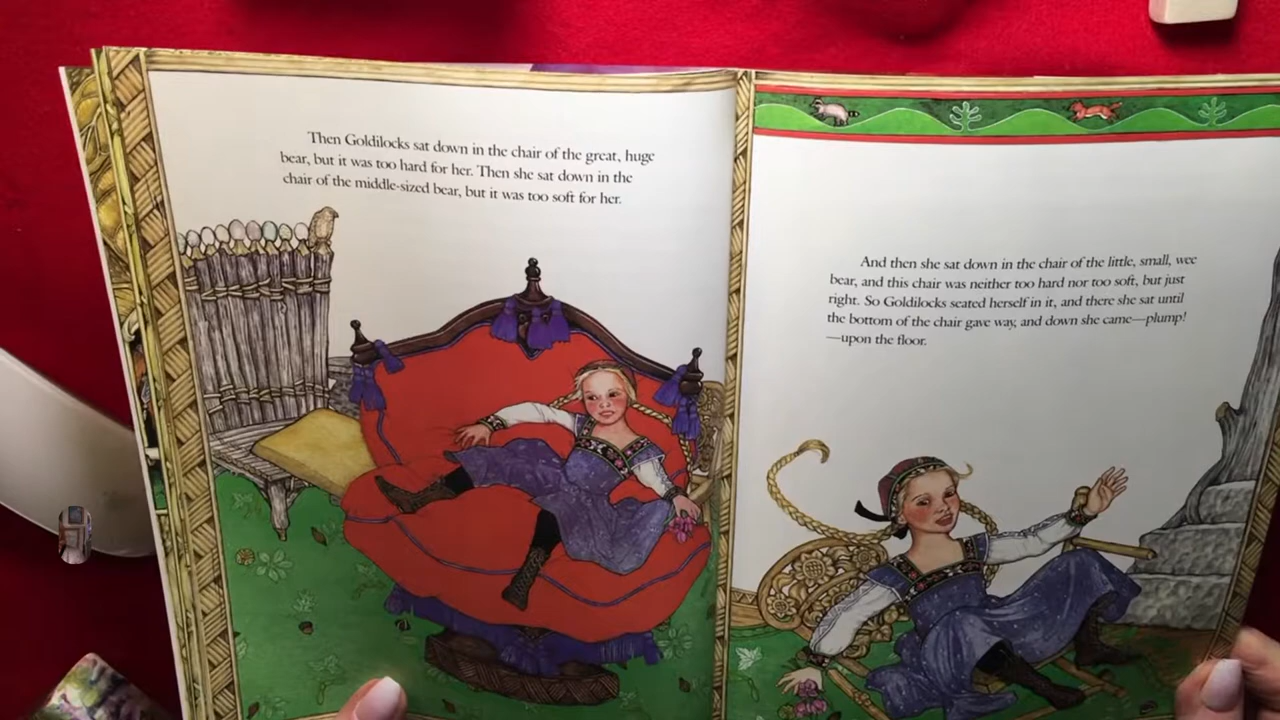 Then Goldilocks sat down in the chair of the great, huge
bear, but it was too hard for her. Then she sat down in the
chair of the middle-sized bear, but it was too soft for her.
And then she sat down in the chair of the little, small, wee
bear, and this chair was neither too hard nor too soft, but just
right. So Goldilocks seated herself in it, and there she sat until
the bottom of the chair gave way, and down she came—plump!
—upon the floor.